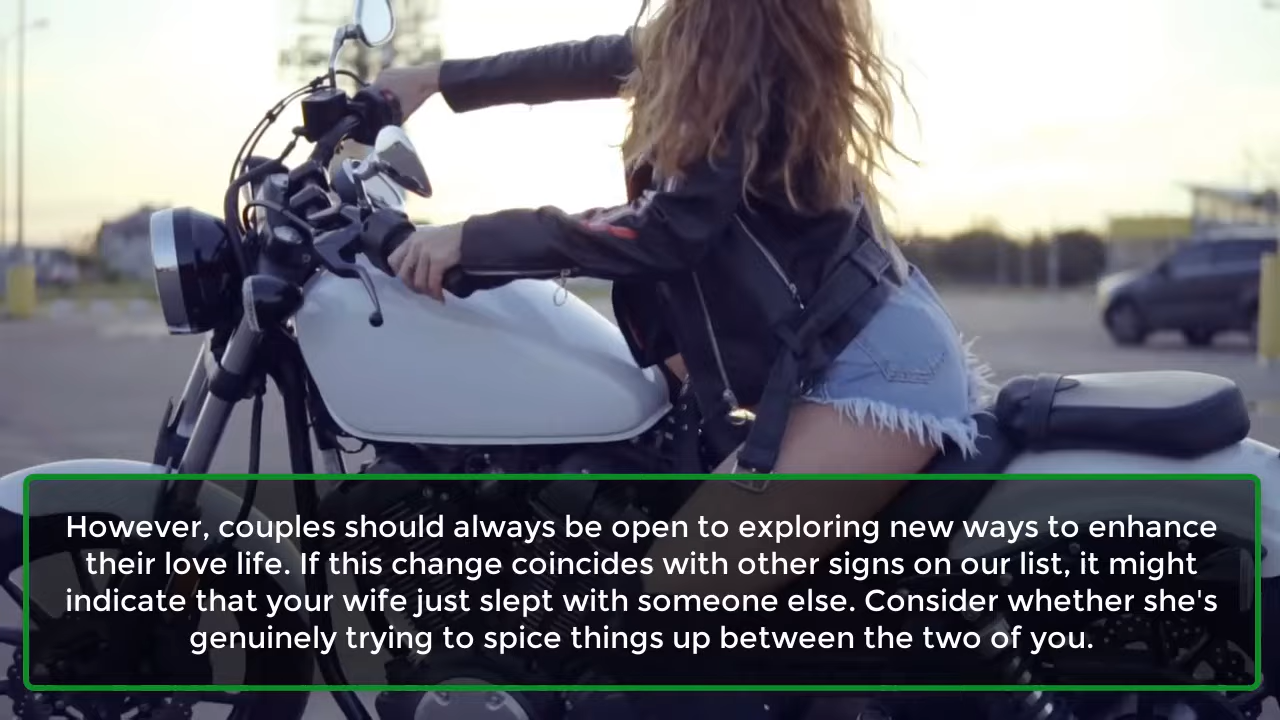 However, couples should always be open to exploring new ways to enhance
their love life. If this change coincides with other signs on our list, it might
indicate that your wife just slept with someone else. Consider whether she's
genuinely trying to spice things up between the two of you.